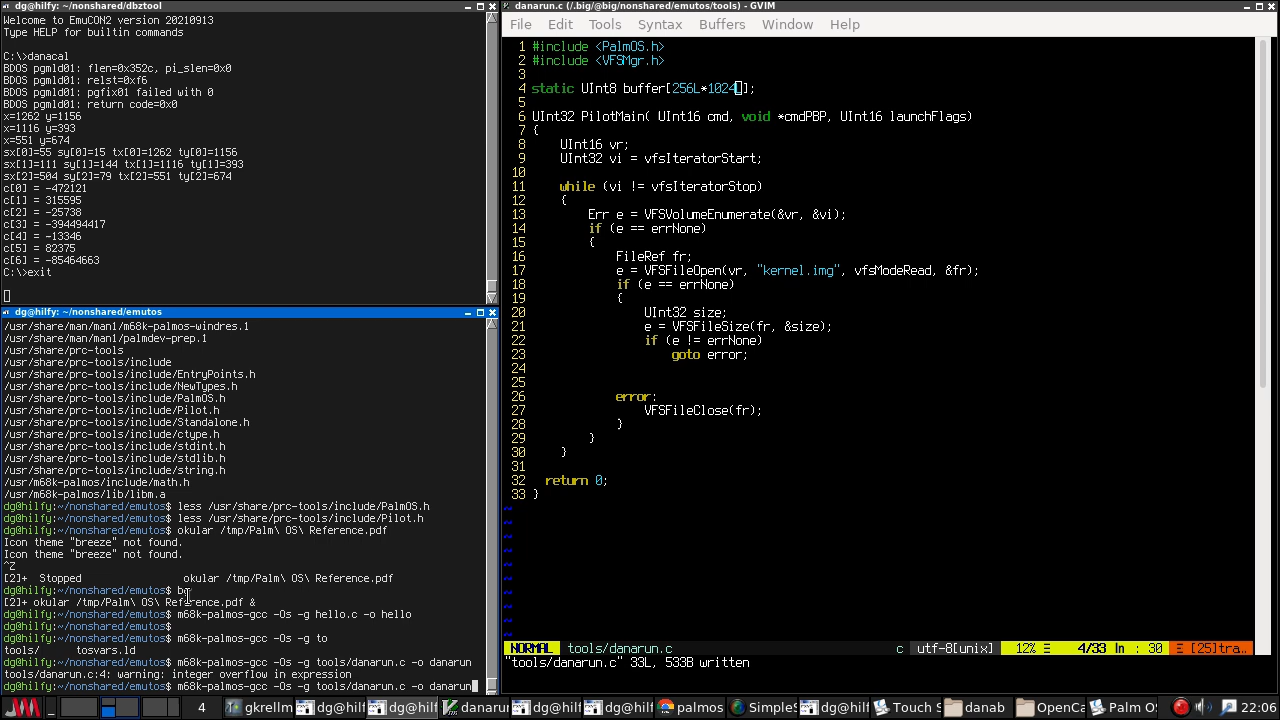 dg@hilfy: ~/nonshared/dbztool
Welcome to EmuCON2 version 20210913
Type HELP for builtin commands
C:\>danacal
BDOS pgmld01: flen=0x352c, pi_slen=0x0
BDOS pgmld01: relst=0xf6
BDOS pgmld01: pgfix01 failed with 0
BDOS pgmld01: return code=0x0
x=1262 y=1156
x=1116 y=393
x=551 y=674
sx[0]=55 sy[0]=15 tx[0]=1262 ty[0]=1156
sx[1]=111 sy[1]=144 tx[1]=1116 ty[1]=393
sx[2]=504 sy[2]=79 tx[2]=551 ty[2]=674
c[0] = -472121
c[1] = 315595
c[2] = -25738
c[3] = -394494417
c[4] = -13346
c[5] = 82375
c[6] = -85464663
C:\>exit
dg@hilfy: ~/nonshared/emutos
/usr/share/man/man1/m68k-palmos-windres.1
/usr/share/man/man1/palmdev-prep.1
/usr/share/prc-tools
/usr/share/prc-tools/include
/usr/share/prc-tools/include/EntryPoints.h
/usr/share/prc-tools/include/NewTypes.h
/usr/share/prc-tools/include/PalmOS.h
/usr/share/prc-tools/include/Pilot.h
/usr/share/prc-tools/include/Standalone.h
/usr/share/prc-tools/include/ctype.h
/usr/share/prc-tools/include/stdint.h
/usr/share/prc-tools/include/stdlib.h
/usr/share/prc-tools/include/string.h
/usr/m68k-palmos/include/math.h
/usr/m68k-palmos/lib/libm.a
dg@hilfy:~/nonshared/emutos$ less /usr/share/prc-tools/include/PalmOS.h
dg@hilfy:~/nonshared/emutos$ less /usr/share/prc-tools/include/Pilot.h
dg@hilfy:~/nonshared/emutos$ okular /tmp/Palm\ OS\ Reference.pdf
Icon theme "breeze" not found.
Icon theme "breeze" not found.
^Z
[2]+  Stopped                 okular /tmp/Palm\ OS\ Reference.pdf
dg@hilfy:~/nonshared/emutos$ bg
[2]+ okular /tmp/Palm\ OS\ Reference.pdf &
dg@hilfy:~/nonshared/emutos$ m68k-palmos-gcc -Os -g hello.c -o hello
dg@hilfy:~/nonshared/emutos$
dg@hilfy:~/nonshared/emutos$ m68k-palmos-gcc -Os -g to
tools/      tosvars.ld
dg@hilfy:~/nonshared/emutos$ m68k-palmos-gcc -Os -g tools/danarun.c -o danarun
tools/danarun.c:4: warning: integer overflow in expression
dg@hilfy:~/nonshared/emutos$ m68k-palmos-gcc -Os -g tools/danarun.c -o danarun
danarun.c (/.big/@big/nonshared/emutos/tools) - GVIM
File Edit Tools Syntax Buffers Window Help
1 #include <PalmOS.h>
2 #include <VFSMgr.h>
3
4 static UInt8 buffer[256L*1024L];
5
6 UInt32 PilotMain( UInt16 cmd, void *cmdPBP, UInt16 launchFlags)
7 {
8     UInt16 vr;
9     UInt32 vi = vfsIteratorStart;
10
11     while (vi != vfsIteratorStop)
12     {
13         Err e = VFSVolumeEnumerate(&vr, &vi);
14         if (e == errNone)
15         {
16             FileRef fr;
17             e = VFSFileOpen(vr, "kernel.img", vfsModeRead, &fr);
18             if (e == errNone)
19             {
20                 UInt32 size;
21                 e = VFSFileSize(fr, &size);
22                 if (e != errNone)
23                     goto error;
24
25
26             error:
27                 VFSFileClose(fr);
28             }
29         }
30     }
31
32   return 0;
33 }
~
~
~
~
~
~
~
~
~
~
NORMAL tools/danarun.c c utf-8[unix] 12% Ξ 4/33 ln : 30 Ξ [25]tra..
"tools/danarun.c" 33L, 533B written
4 gkrellm dg@hilf dg@hilf danarun dg@hilf dg@hilf palmos SimpleS dg@hilf Touch S danab OpenCa Palm O 22:06